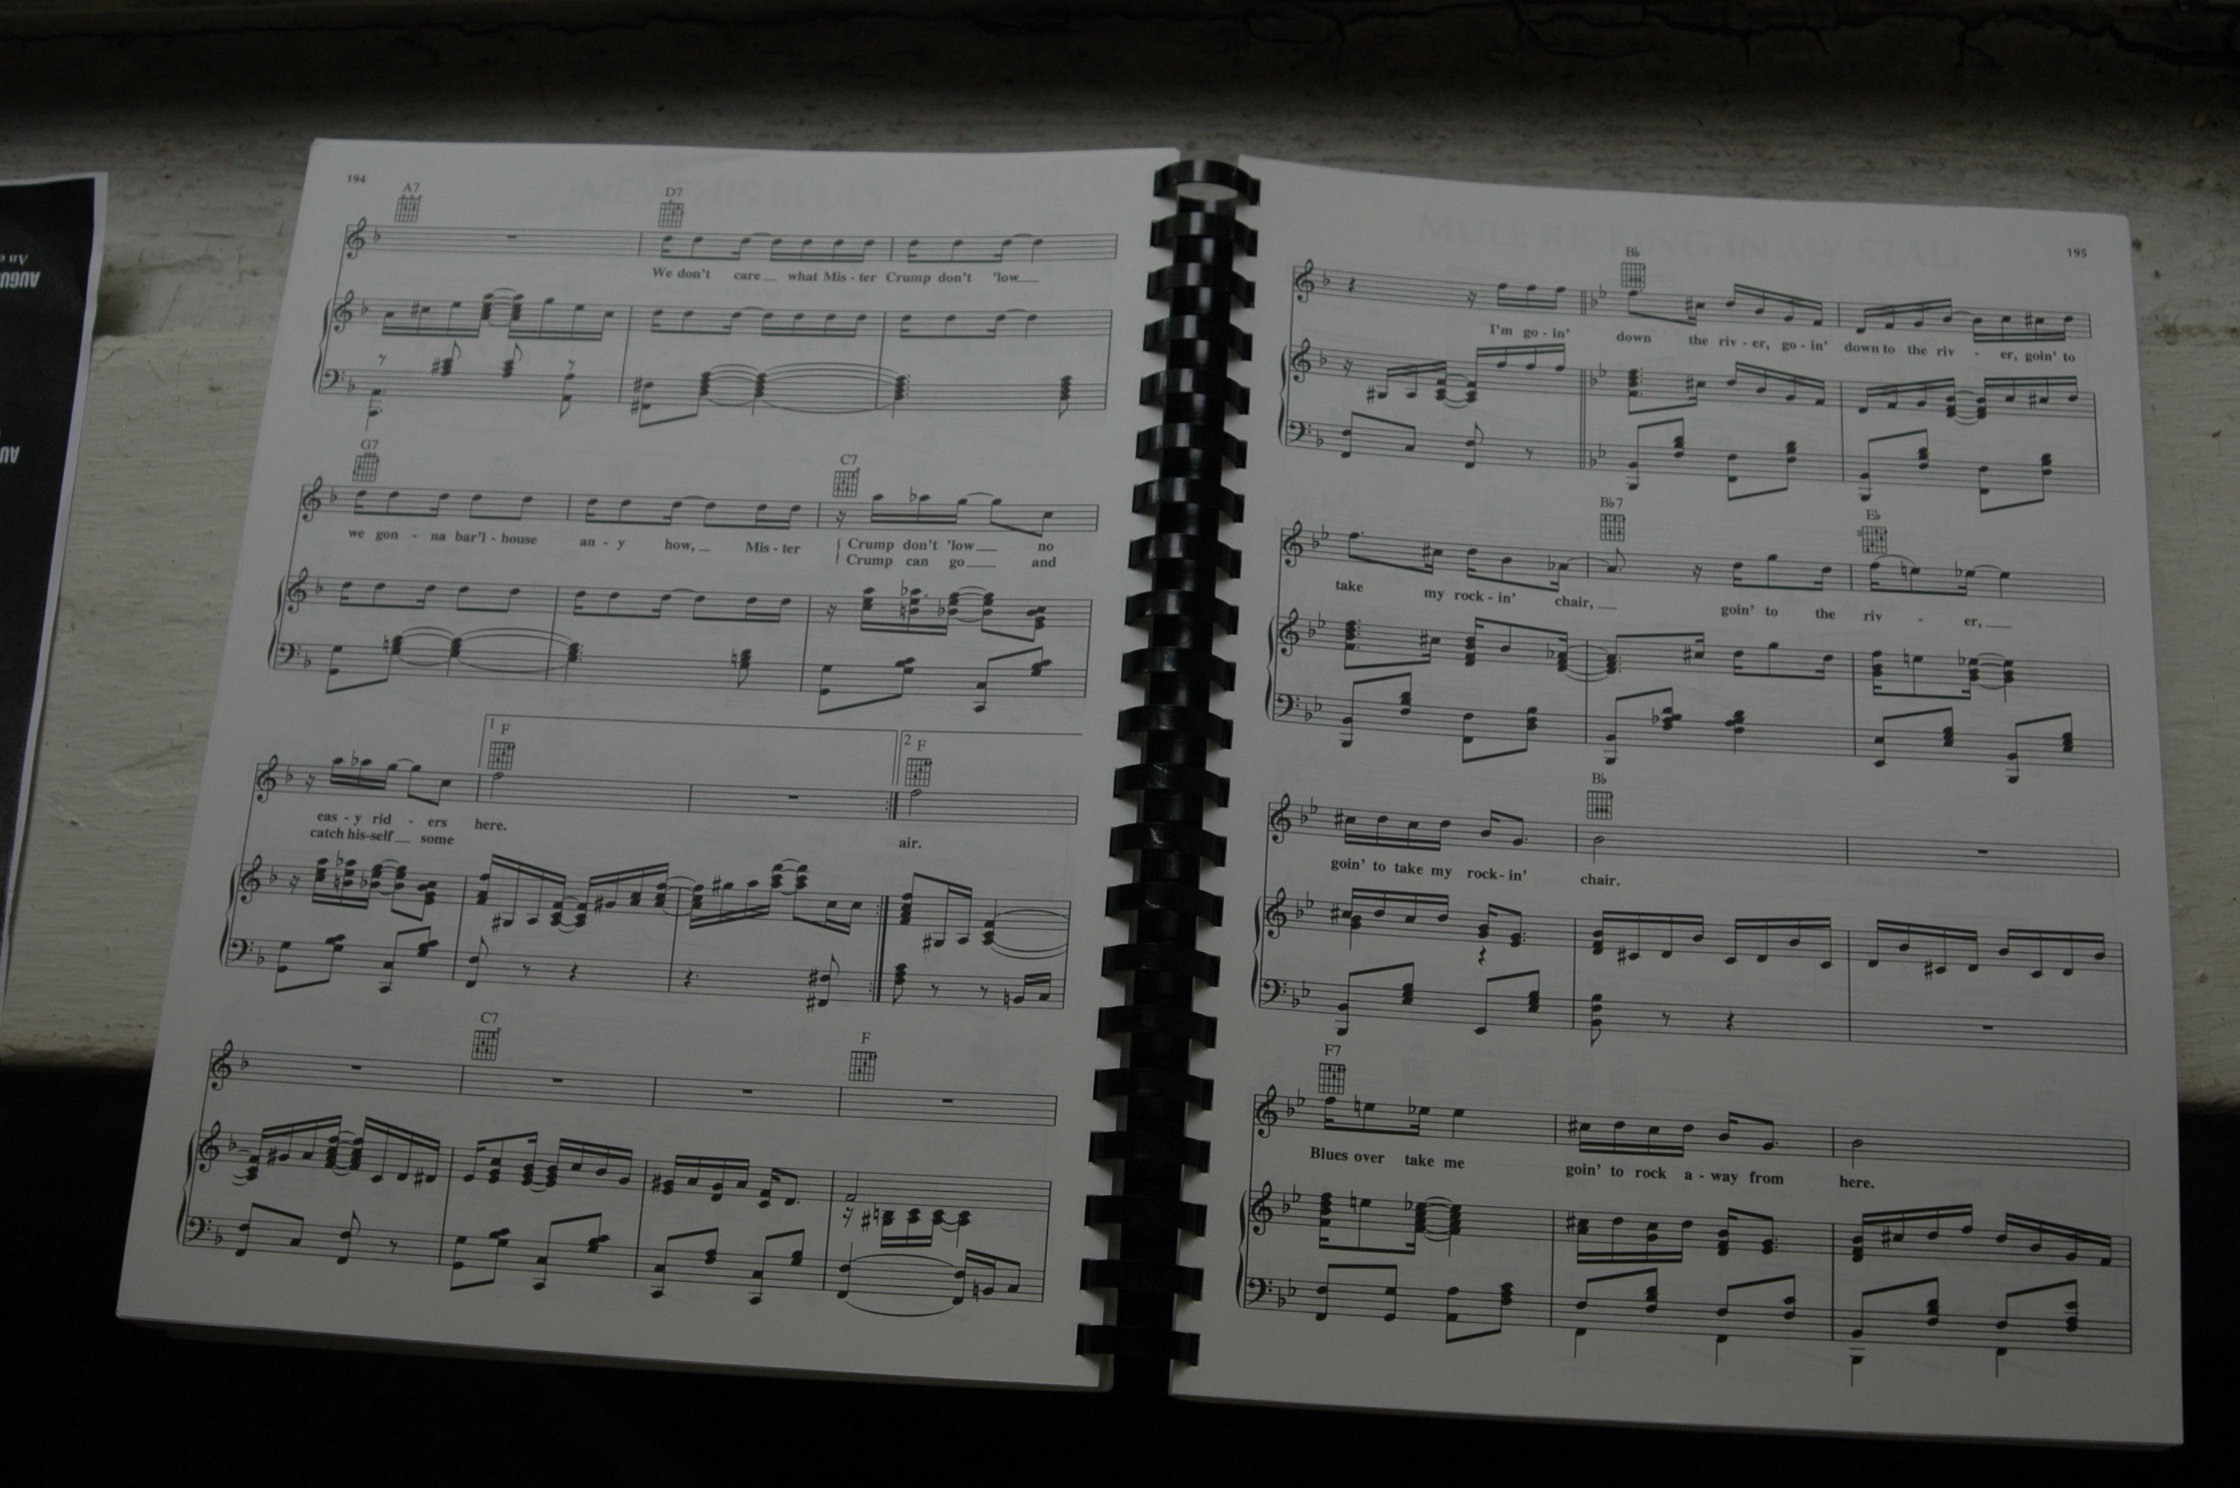 194
A7
D7
We don't care what Mis - ter Crump don't 'low
G7
C7
we gon - na bar'l - house an - y how, Mis - ter Crump don't 'low no
Crump can go and
1 F
2 F
eas - y rid - ers here.
catch his-self some air.
C7
F
195
B♭
I'm go - in' down the riv - er, go - in' down to the riv - er, goin' to
B♭7
E♭
take my rock - in' chair, goin' to the riv - er,
B♭
goin' to take my rock - in' chair.
F7
Blues over take me goin' to rock a - way from here.
AUGU
AU